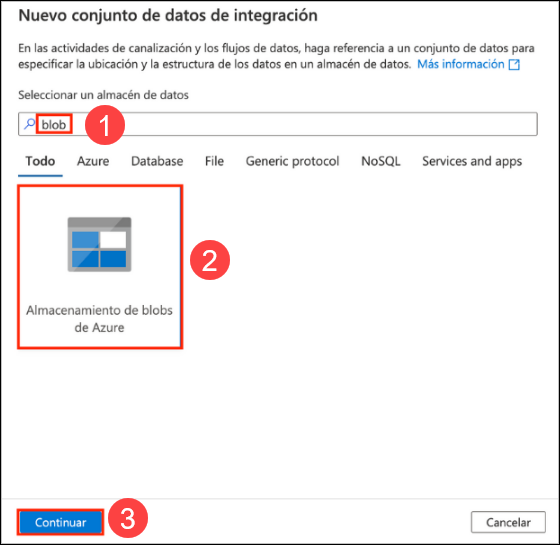 Nuevo conjunto de datos de integración
En las actividades de canalización y los flujos de datos, haga referencia a un conjunto de datos para
especificar la ubicación y la estructura de los datos en un almacén de datos. Más información
Seleccionar un almacén de datos
blob 1
Todo Azure Database File Generic protocol NoSQL Services and apps
2
Almacenamiento de blobs
de Azure
Continuar 3 Cancelar